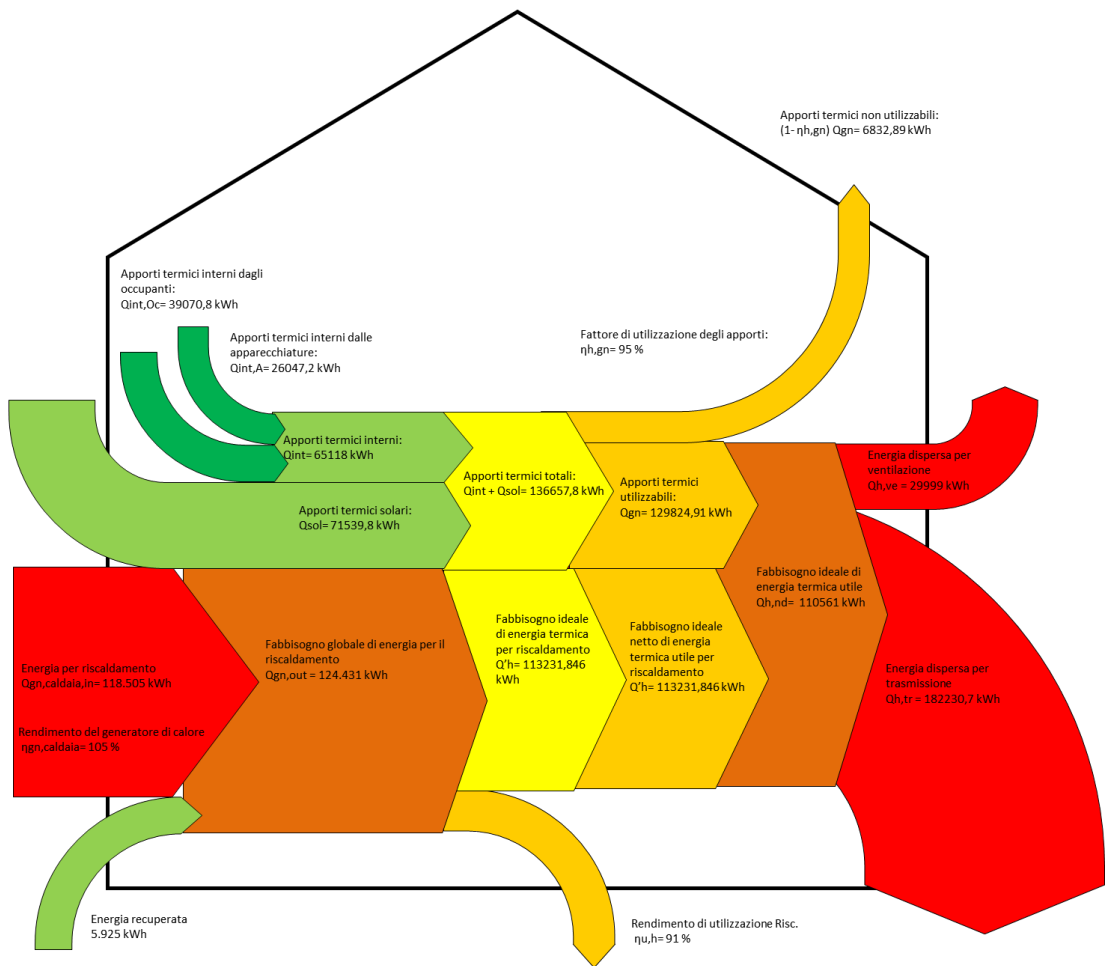 Apporti termici non utilizzabili:
(1- ηh,gn) Qgn= 6832,89 kWh
Apporti termici interni dagli
occupanti:
Qint,Oc= 39070,8 kWh
Apporti termici interni dalle
apparecchiature:
Qint,A= 26047,2 kWh
Fattore di utilizzazione degli apporti:
ηh,gn= 95 %
Apporti termici interni:
Qint= 65118 kWh
Apporti termici solari:
Qsol= 71539,8 kWh
Apporti termici totali:
Qint + Qsol= 136657,8 kWh
Apporti termici
utilizzabili:
Qgn= 129824,91 kWh
Energia dispersa per
ventilazione
Qh,ve = 29999 kWh
Fabbisogno ideale di
energia termica utile
Qh,nd= 110561 kWh
Energia per riscaldamento
Qgn,caldaia,in= 118.505 kWh
Rendimento del generatore di calore
ηgn,caldaia= 105 %
Fabbisogno globale di energia per il
riscaldamento
Qgn,out = 124.431 kWh
Fabbisogno ideale
di energia termica
per riscaldamento
Q'h= 113231,846
kWh
Fabbisogno ideale
netto di energia
termica utile per
riscaldamento
Q'h= 113231,846 kWh
Energia dispersa per
trasmissione
Qh,tr = 182230,7 kWh
Energia recuperata
5.925 kWh
Rendimento di utilizzazione Risc.
ηu,h= 91 %